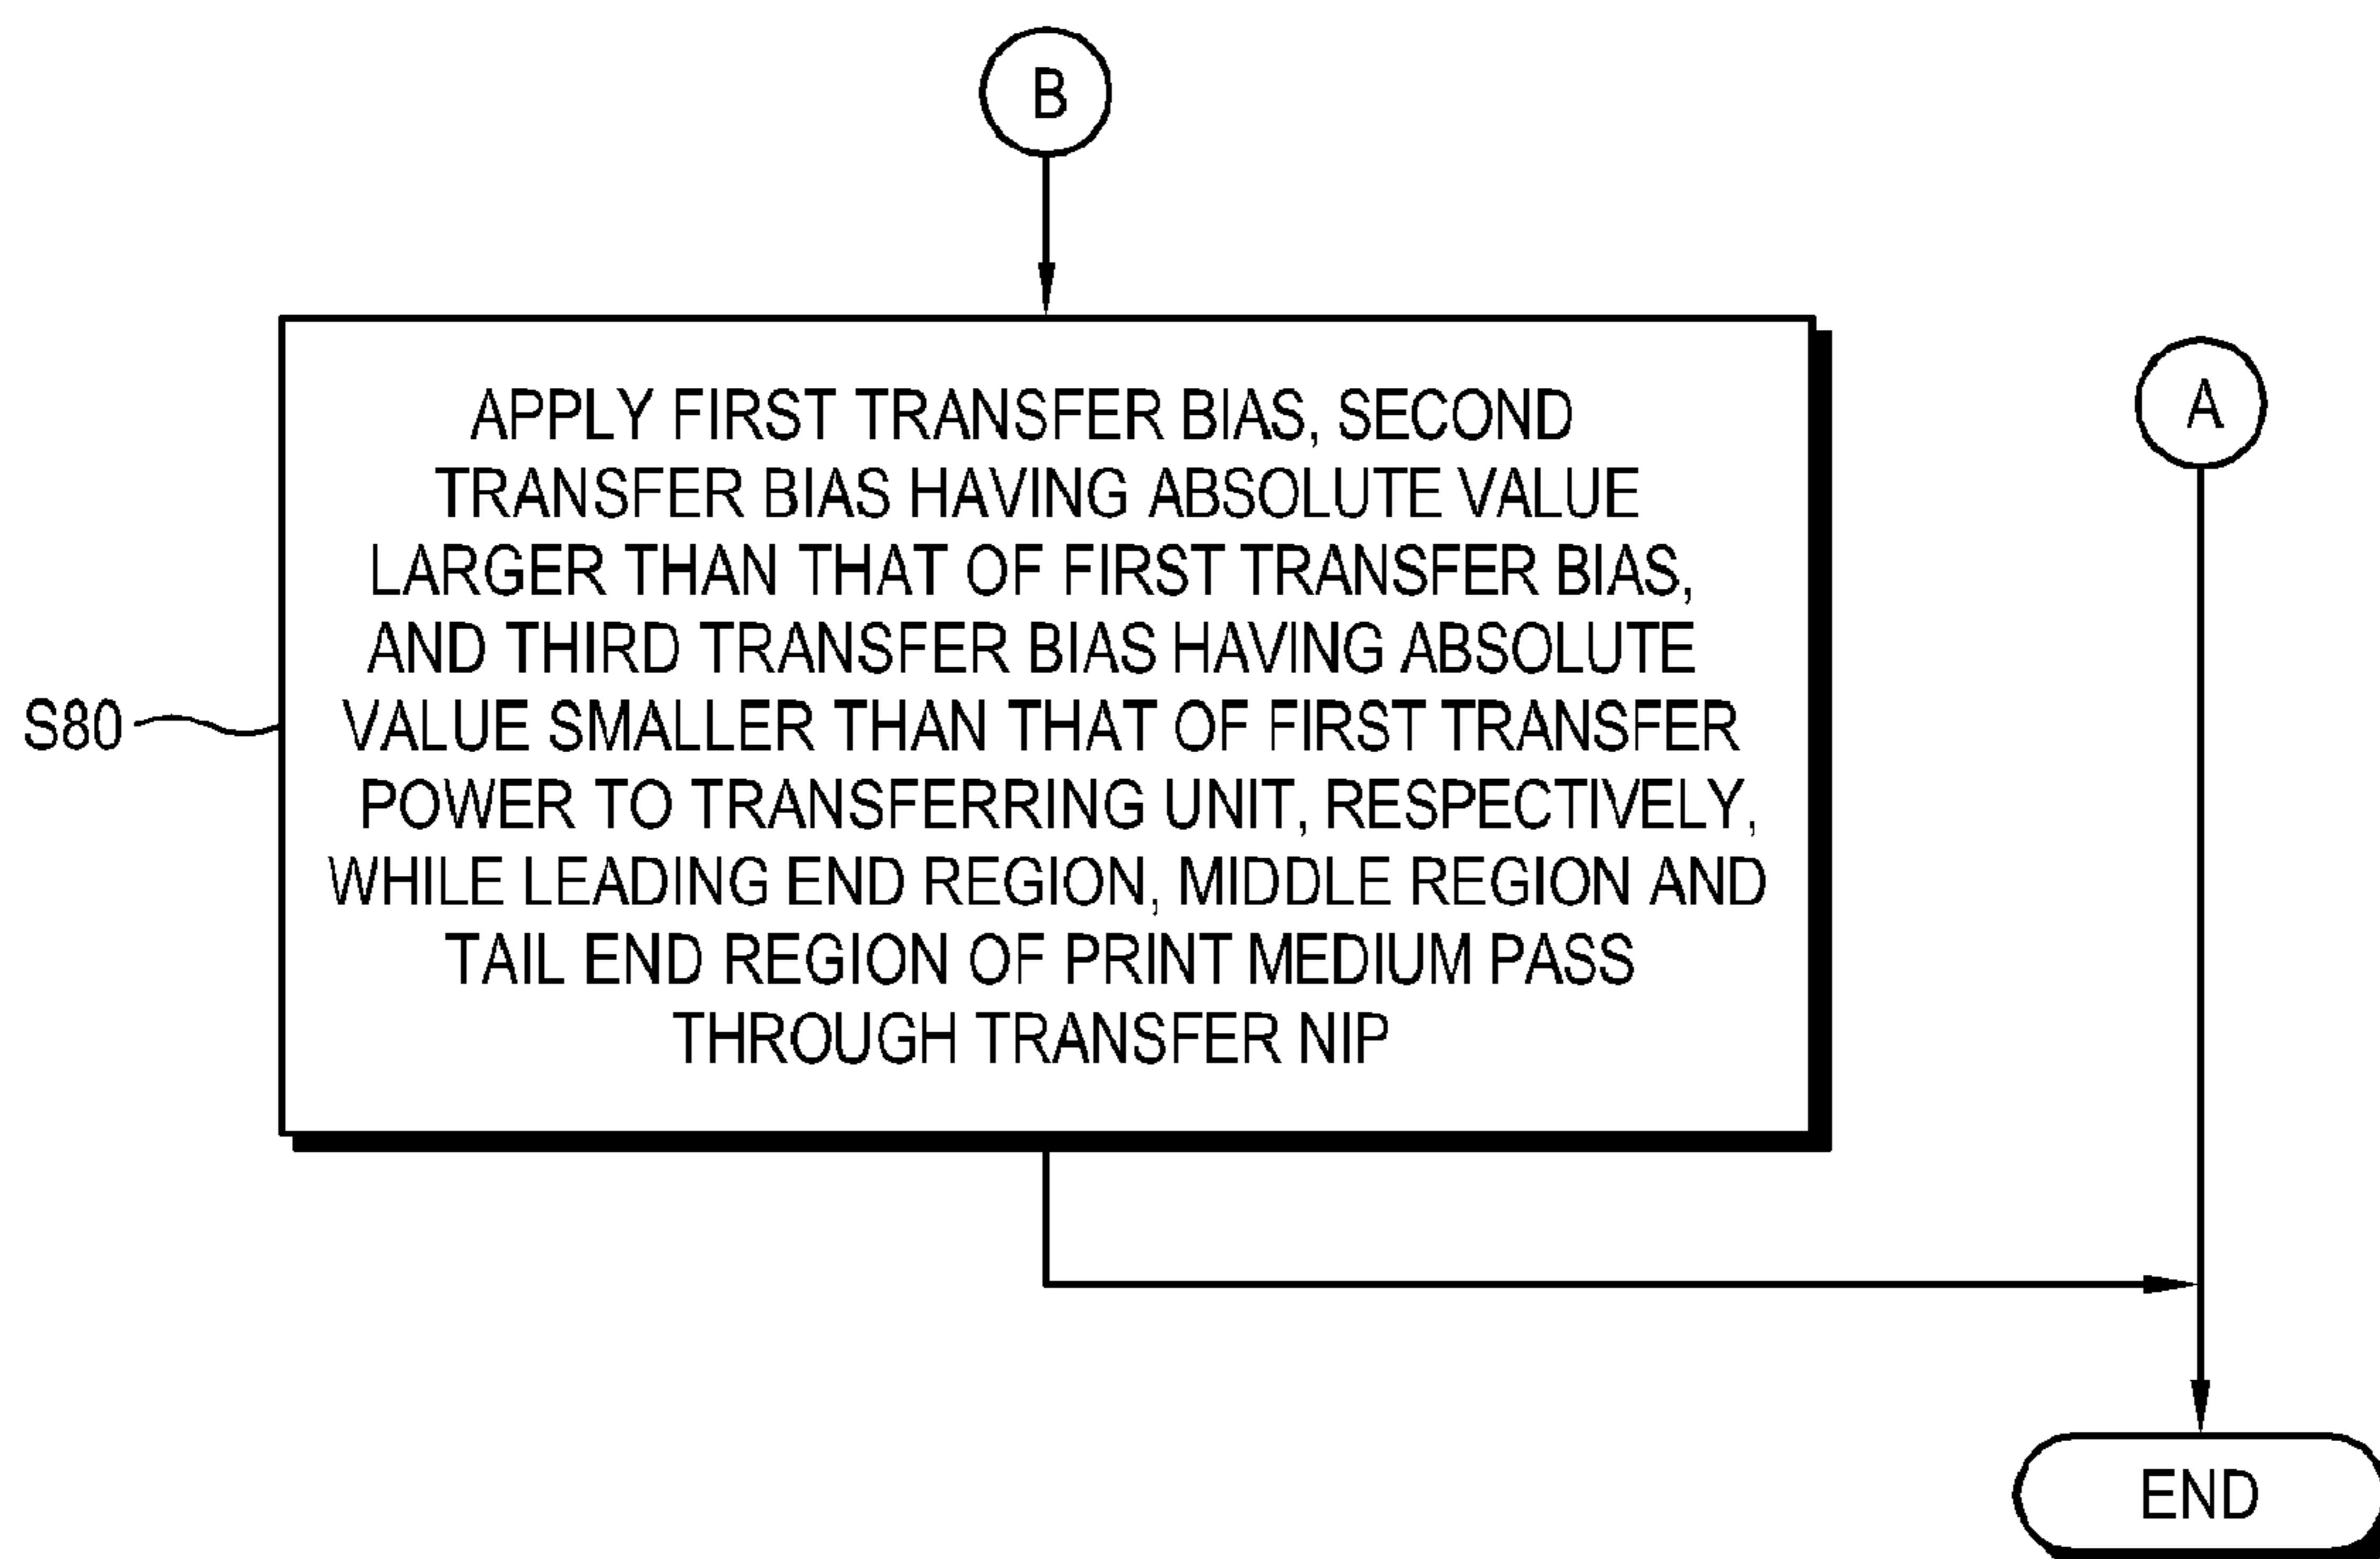 B
APPLY FIRST TRANSFER BIAS, SECOND
TRANSFER BIAS HAVING ABSOLUTE VALUE
LARGER THAN THAT OF FIRST TRANSFER BIAS,
AND THIRD TRANSFER BIAS HAVING ABSOLUTE
VALUE SMALLER THAN THAT OF FIRST TRANSFER
POWER TO TRANSFERRING UNIT, RESPECTIVELY,
WHILE LEADING END REGION, MIDDLE REGION AND
TAIL END REGION OF PRINT MEDIUM PASS
THROUGH TRANSFER NIP
S80
A
END